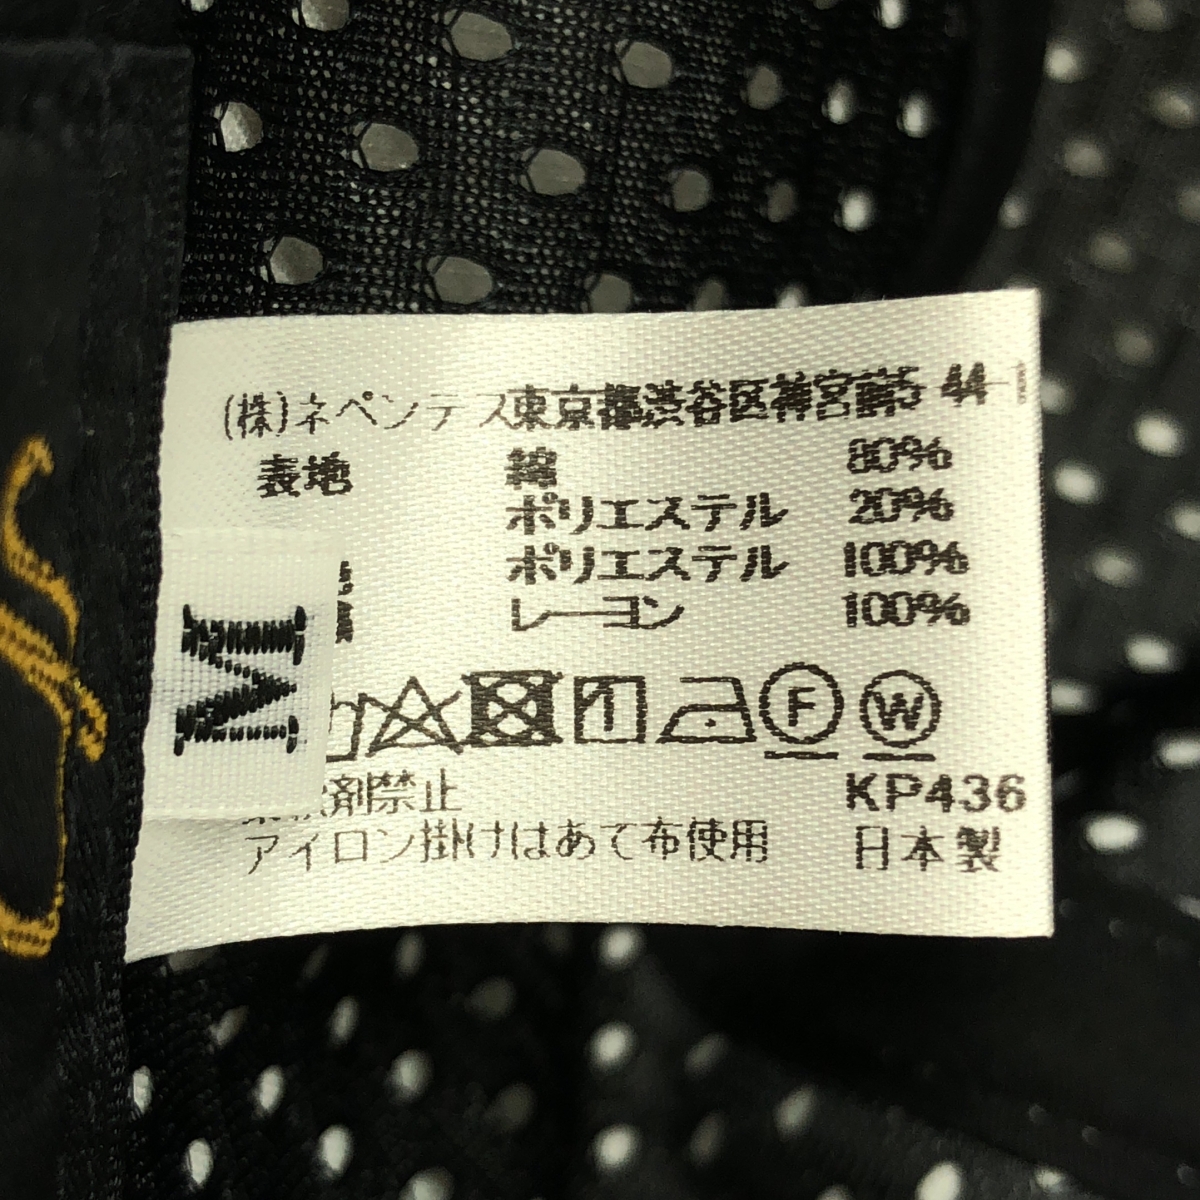 (株)ネペンテス東京都渋谷区神宮前5-44-1
表地 綿 80%
ポリエステル 20%
ポリエステル 100%
レーヨン 100%
M
F W
剤禁止 KP436
アイロン掛けはあて布使用 日本製